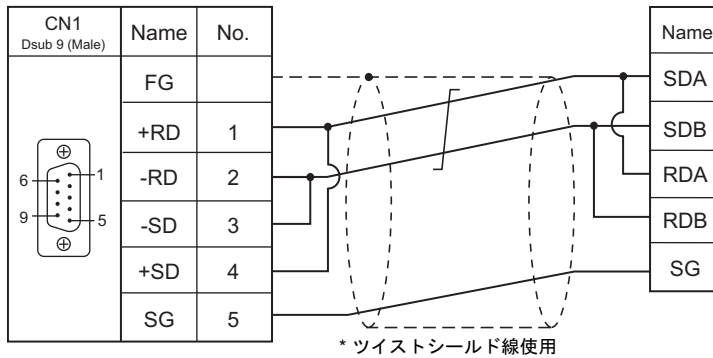 CN1
Dsub 9 (Male)
Name No.
FG
+RD 1
-RD 2
-SD 3
+SD 4
SG 5
6 1
9 5
Name
SDA
SDB
RDA
RDB
SG
* ツイストシールド線使用